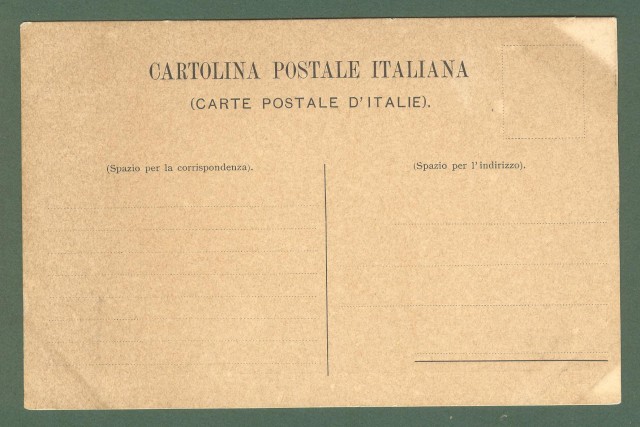 CARTOLINA POSTALE ITALIANA
(CARTE POSTALE D'ITALIE).
(Spazio per la corrispondenza).
(Spazio per l'indirizzo).